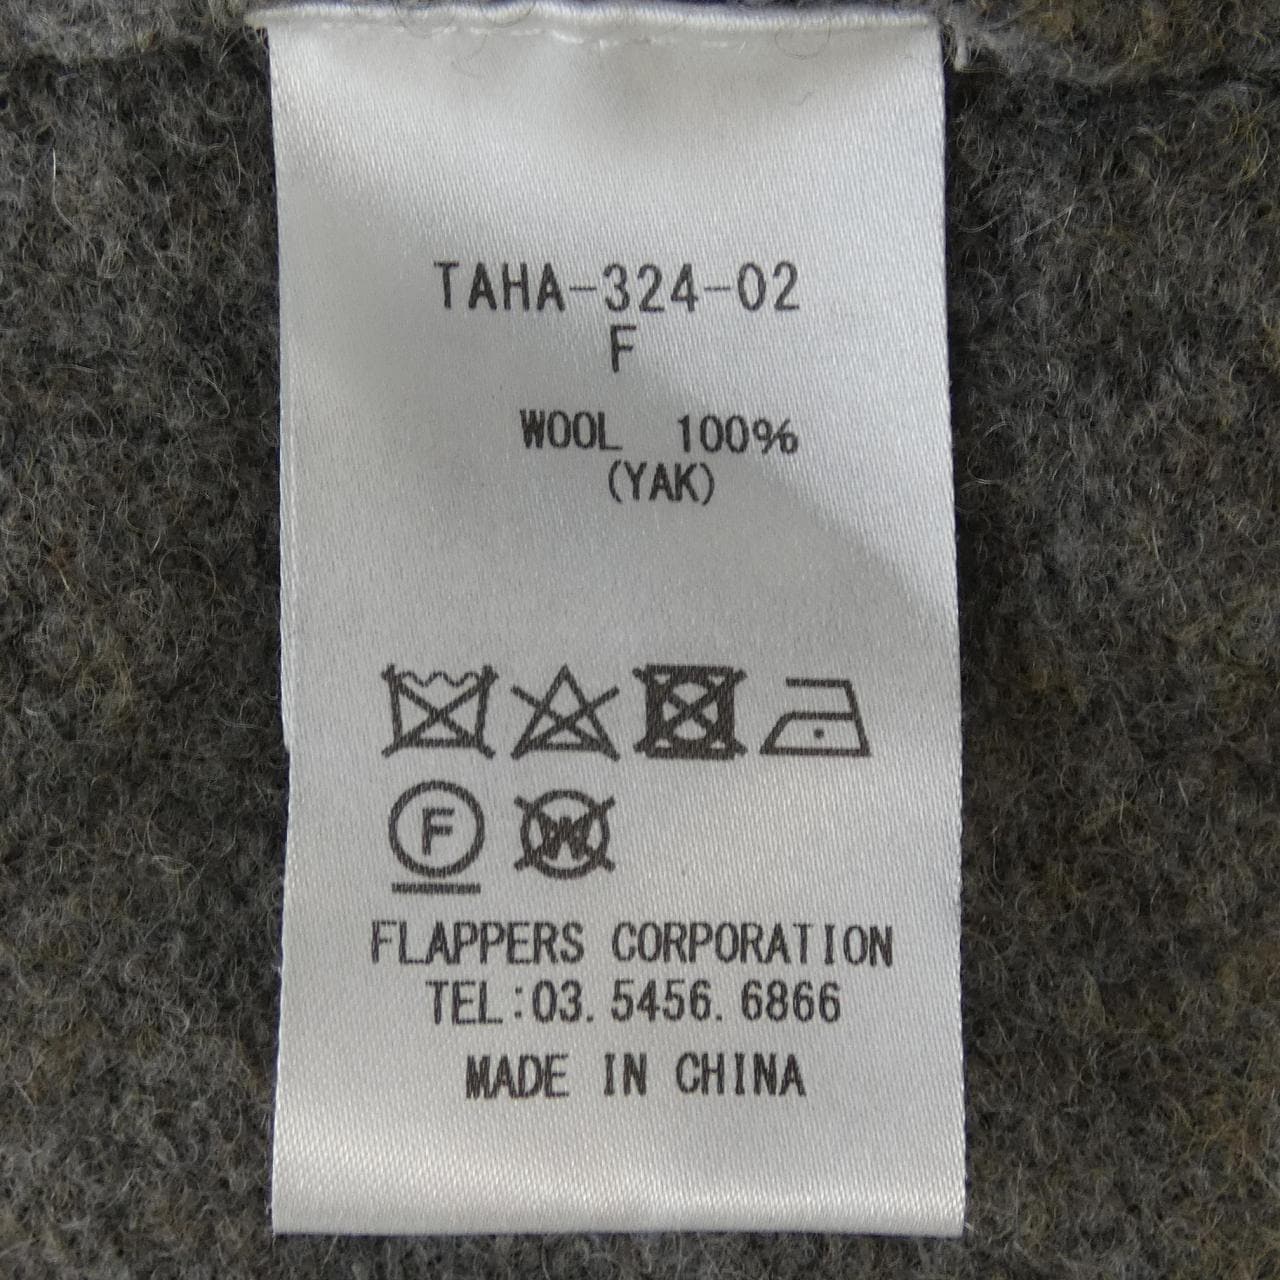 TAHA-324-02
F
WOOL 100%
(YAK)
F
W
FLAPPERS CORPORATION
TEL:03.5456.6866
MADE IN CHINA